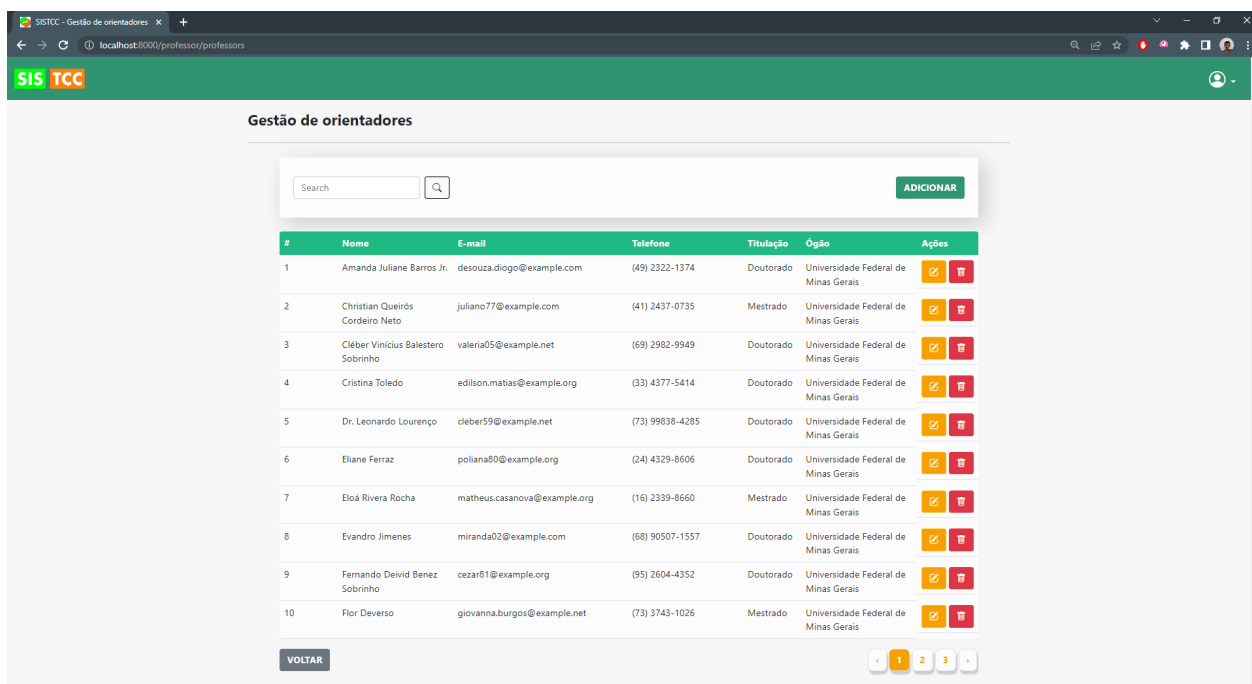 SISTCC - Gestão de orientadores
localhost:8000/professor/professors
SIS TCC
Gestão de orientadores
Search
ADICIONAR
# Nome E-mail Telefone Titulação Ógão Ações
1 Amanda Juliane Barros Jr. desouza.diogo@example.com (49) 2322-1374 Doutorado Universidade Federal de
Minas Gerais
2 Christian Queirós juliano77@example.com (41) 2437-0735 Mestrado Universidade Federal de
Cordeiro Neto Minas Gerais
3 Cléber Vinícius Balestero valeria05@example.net (69) 2982-9949 Doutorado Universidade Federal de
Sobrinho Minas Gerais
4 Cristina Toledo edilson.matias@example.org (33) 4377-5414 Doutorado Universidade Federal de
Minas Gerais
5 Dr. Leonardo Lourenço cleber59@example.net (73) 99838-4285 Doutorado Universidade Federal de
Minas Gerais
6 Eliane Ferraz poliana80@example.org (24) 4329-8606 Doutorado Universidade Federal de
Minas Gerais
7 Eloá Rivera Rocha matheus.casanova@example.org (16) 2339-8660 Mestrado Universidade Federal de
Minas Gerais
8 Evandro Jimenes miranda02@example.com (68) 90507-1557 Doutorado Universidade Federal de
Minas Gerais
9 Fernando Deivid Benez cezar81@example.org (95) 2604-4352 Doutorado Universidade Federal de
Sobrinho Minas Gerais
10 Flor Deverso giovanna.burgos@example.net (73) 3743-1026 Mestrado Universidade Federal de
Minas Gerais
VOLTAR ‹ 1 2 3 ›